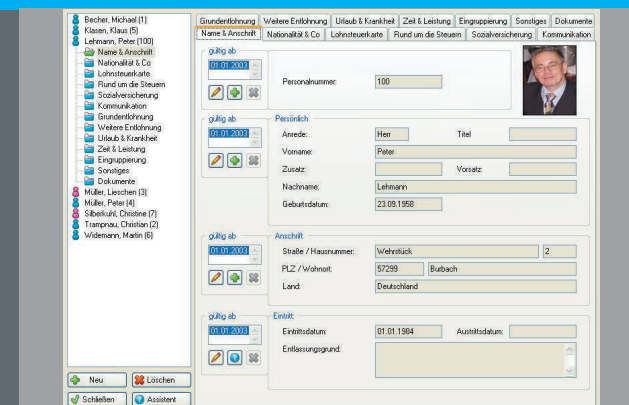 Becher, Michael (1)
Klasen, Klaus (5)
Lehmann, Peter (100)
Name & Anschrift
Nationalität & Co
Lohnsteuerkarte
Rund um die Steuern
Sozialversicherung
Kommunikation
Grundentlohnung
Weitere Entlohnung
Urlaub & Krankheit
Zeit & Leistung
Eingruppierung
Sonstiges
Dokumente
Müller, Lieschen (3)
Müller, Peter (4)
Silberkuhl, Christine (7)
Trampnau, Christian (2)
Widemann, Martin (6)
Neu Löschen
Schließen Assistent
Grundentlohnung Weitere Entlohnung Urlaub & Krankheit Zeit & Leistung Eingruppierung Sonstiges Dokumente
Name & Anschrift Nationalität & Co Lohnsteuerkarte Rund um die Steuern Sozialversicherung Kommunikation
gültig ab
01.01.2003
Personalnummer: 100
gültig ab Persönlich
01.01.2003 Anrede: Herr Titel
Vorname: Peter
Zusatz: Vorsatz:
Nachname: Lehmann
Geburtsdatum: 23.09.1958
gültig ab Anschrift
01.01.2003 Straße / Hausnummer: Wehrstück 2
PLZ / Wohnort: 57299 Burbach
Land: Deutschland
gültig ab Eintritt:
01.01.2003 Eintrittsdatum: 01.01.1984 Austrittsdatum:
Entlassungsgrund: